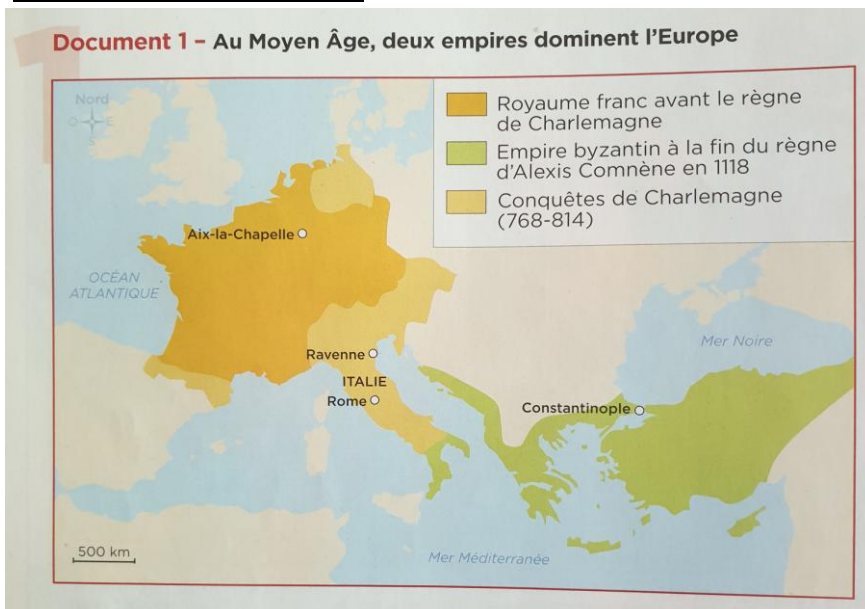 Document 1 – Au Moyen Âge, deux empires dominent l'Europe
Nord
O
E
S
Royaume franc avant le règne
de Charlemagne
Empire byzantin à la fin du règne
d'Alexis Comnène en 1118
Conquêtes de Charlemagne
(768-814)
Aix-la-Chapelle
OCÉAN
ATLANTIQUE
Mer Noire
Ravenne
ITALIE
Rome
Constantinople
500 km
Mer Méditerranée